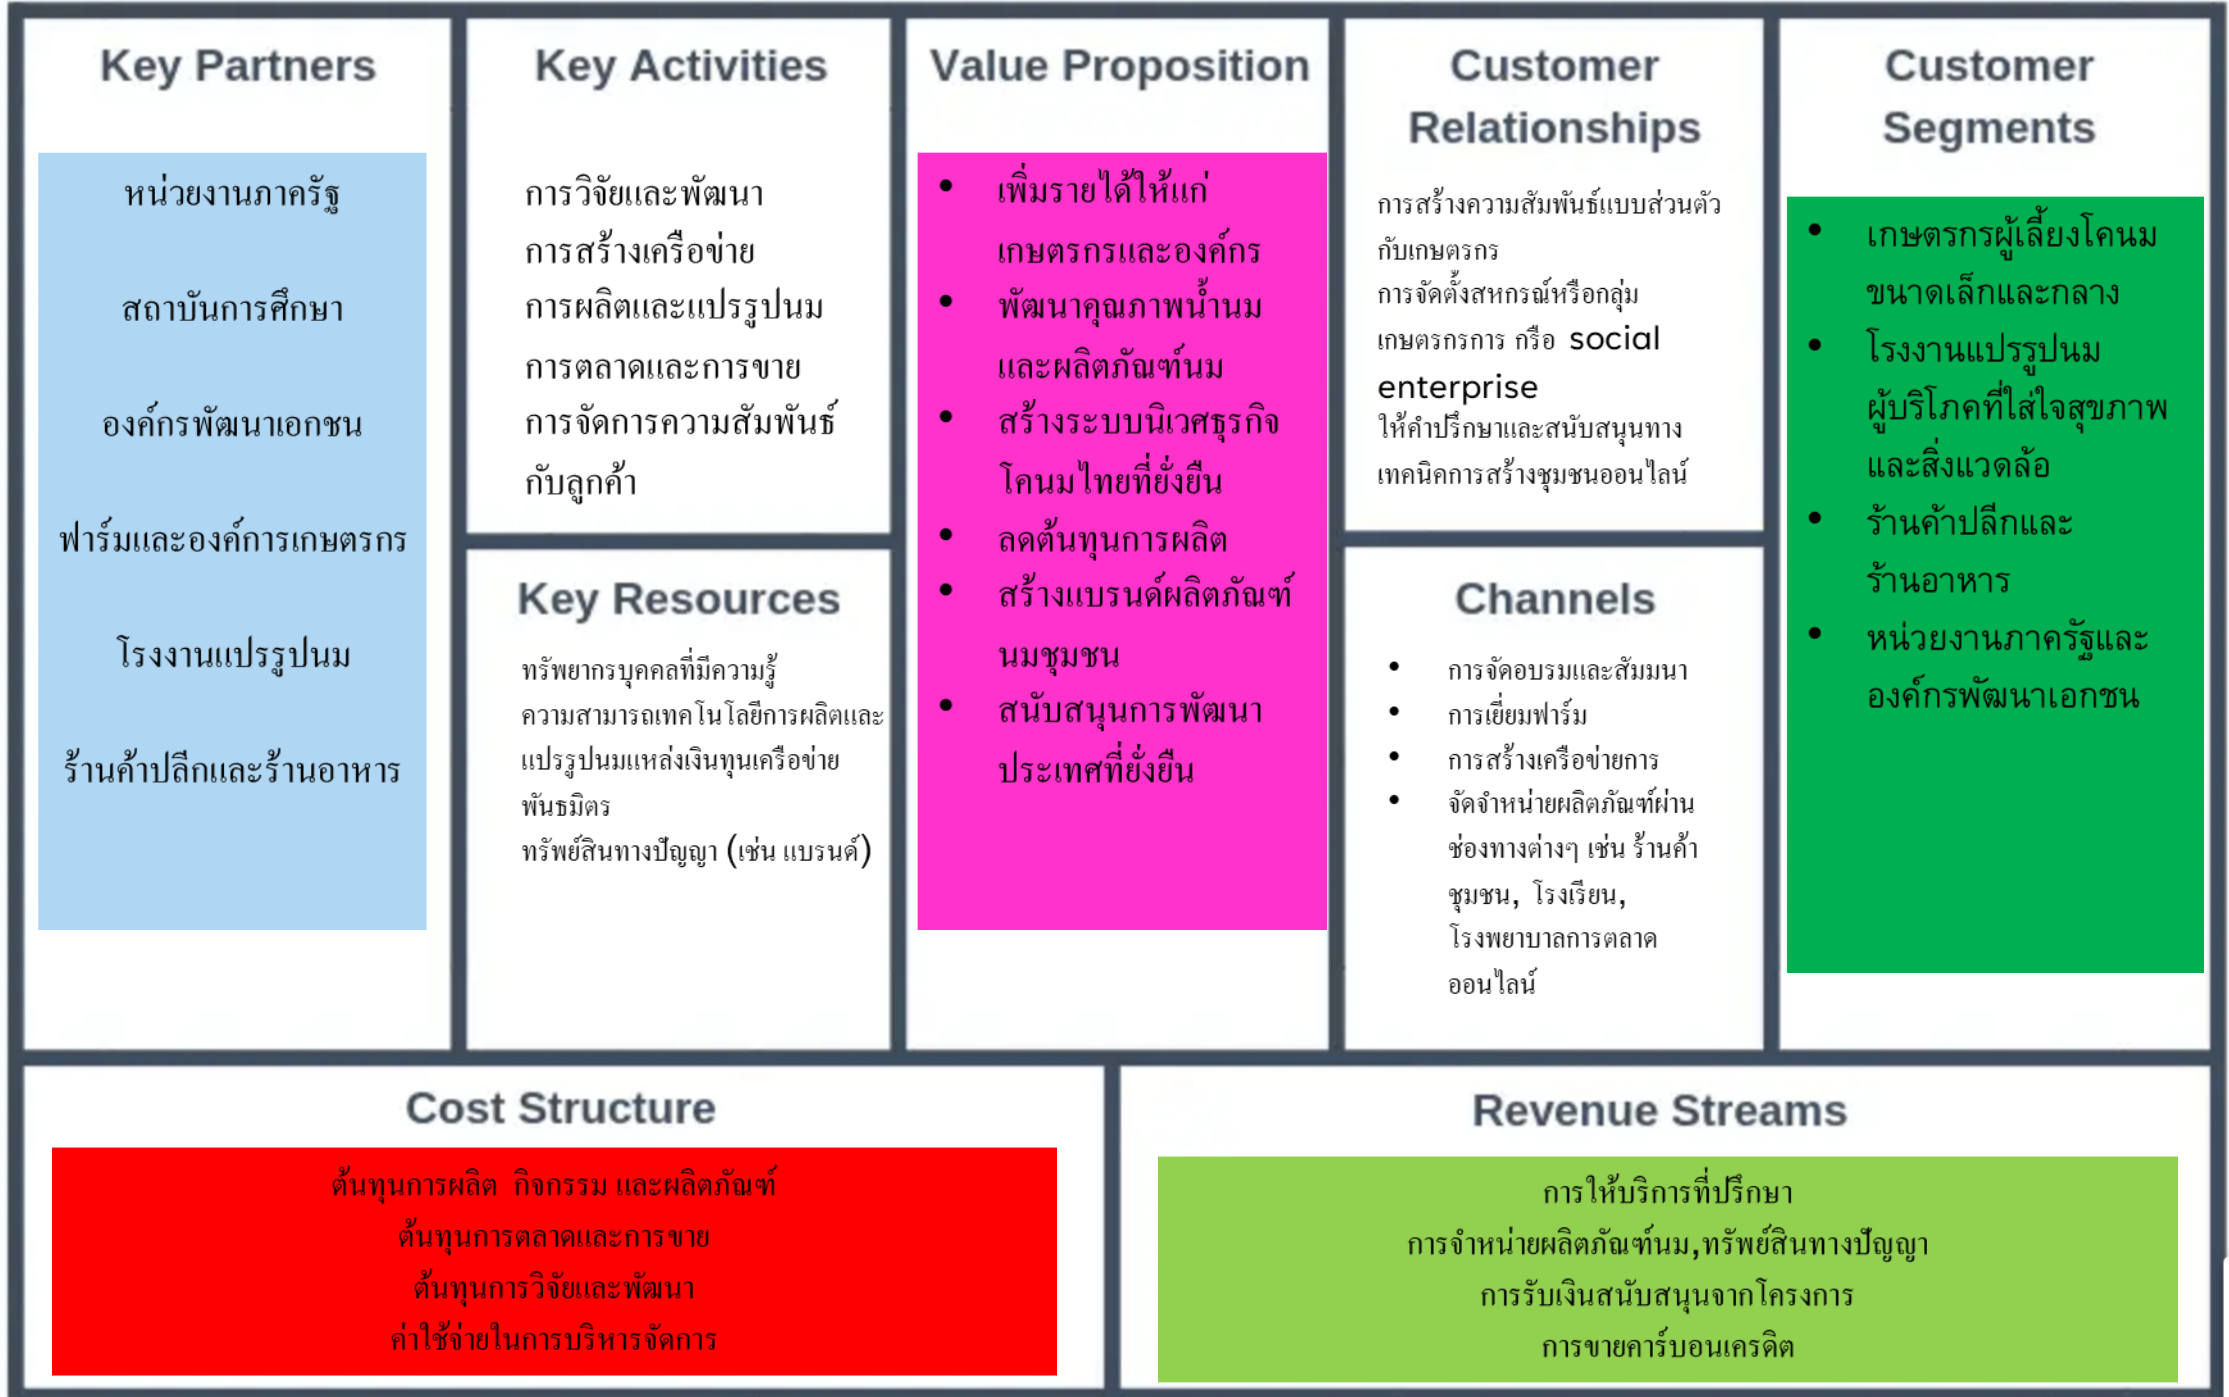 Key Partners
หน่วยงานภาครัฐ
สถาบันการศึกษา
องค์กรพัฒนาเอกชน
ฟาร์มและองค์การเกษตรกร
โรงงานแปรรูปนม
ร้านค้าปลีกและร้านอาหาร
Key Activities
การวิจัยและพัฒนา
การสร้างเครือข่าย
การผลิตและแปรรูปนม
การตลาดและการขาย
การจัดการความสัมพันธ์
กับลูกค้า
Key Resources
ทรัพยากรบุคคลที่มีความรู้
ความสามารถเทคโนโลยีการผลิตและ
แปรรูปนมแหล่งเงินทุนเครือข่าย
พันธมิตร
ทรัพย์สินทางปัญญา (เช่น แบรนด์)
Value Proposition
• เพิ่มรายได้ให้แก่
เกษตรกรและองค์กร
• พัฒนาคุณภาพน้ำนม
และผลิตภัณฑ์นม
• สร้างระบบนิเวศธุรกิจ
โคนมไทยที่ยั่งยืน
• ลดต้นทุนการผลิต
• สร้างแบรนด์ผลิตภัณฑ์
นมชุมชน
• สนับสนุนการพัฒนา
ประเทศที่ยั่งยืน
Customer
Relationships
การสร้างความสัมพันธ์แบบส่วนตัว
กับเกษตรกร
การจัดตั้งสหกรณ์หรือกลุ่ม
เกษตรกรการ กรือ social
enterprise
ให้คำปรึกษาและสนับสนุนทาง
เทคนิคการสร้างชุมชนออนไลน์
Channels
• การจัดอบรมและสัมมนา
• การเยี่ยมฟาร์ม
• การสร้างเครือข่ายการ
• จัดจำหน่ายผลิตภัณฑ์ผ่าน
ช่องทางต่างๆ เช่น ร้านค้า
ชุมชน, โรงเรียน,
โรงพยาบาลการตลาด
ออนไลน์
Customer
Segments
• เกษตรกรผู้เลี้ยงโคนม
ขนาดเล็กและกลาง
• โรงงานแปรรูปนม
ผู้บริโภคที่ใส่ใจสุขภาพ
และสิ่งแวดล้อ
• ร้านค้าปลีกและ
ร้านอาหาร
• หน่วยงานภาครัฐและ
องค์กรพัฒนาเอกชน
Cost Structure
ต้นทุนการผลิต กิจกรรม และผลิตภัณฑ์
ต้นทุนการตลาดและการขาย
ต้นทุนการวิจัยและพัฒนา
ค่าใช้จ่ายในการบริหารจัดการ
Revenue Streams
การให้บริการที่ปรึกษา
การจำหน่ายผลิตภัณฑ์นม,ทรัพย์สินทางปัญญา
การรับเงินสนับสนุนจากโครงการ
การขายคาร์บอนเครดิต